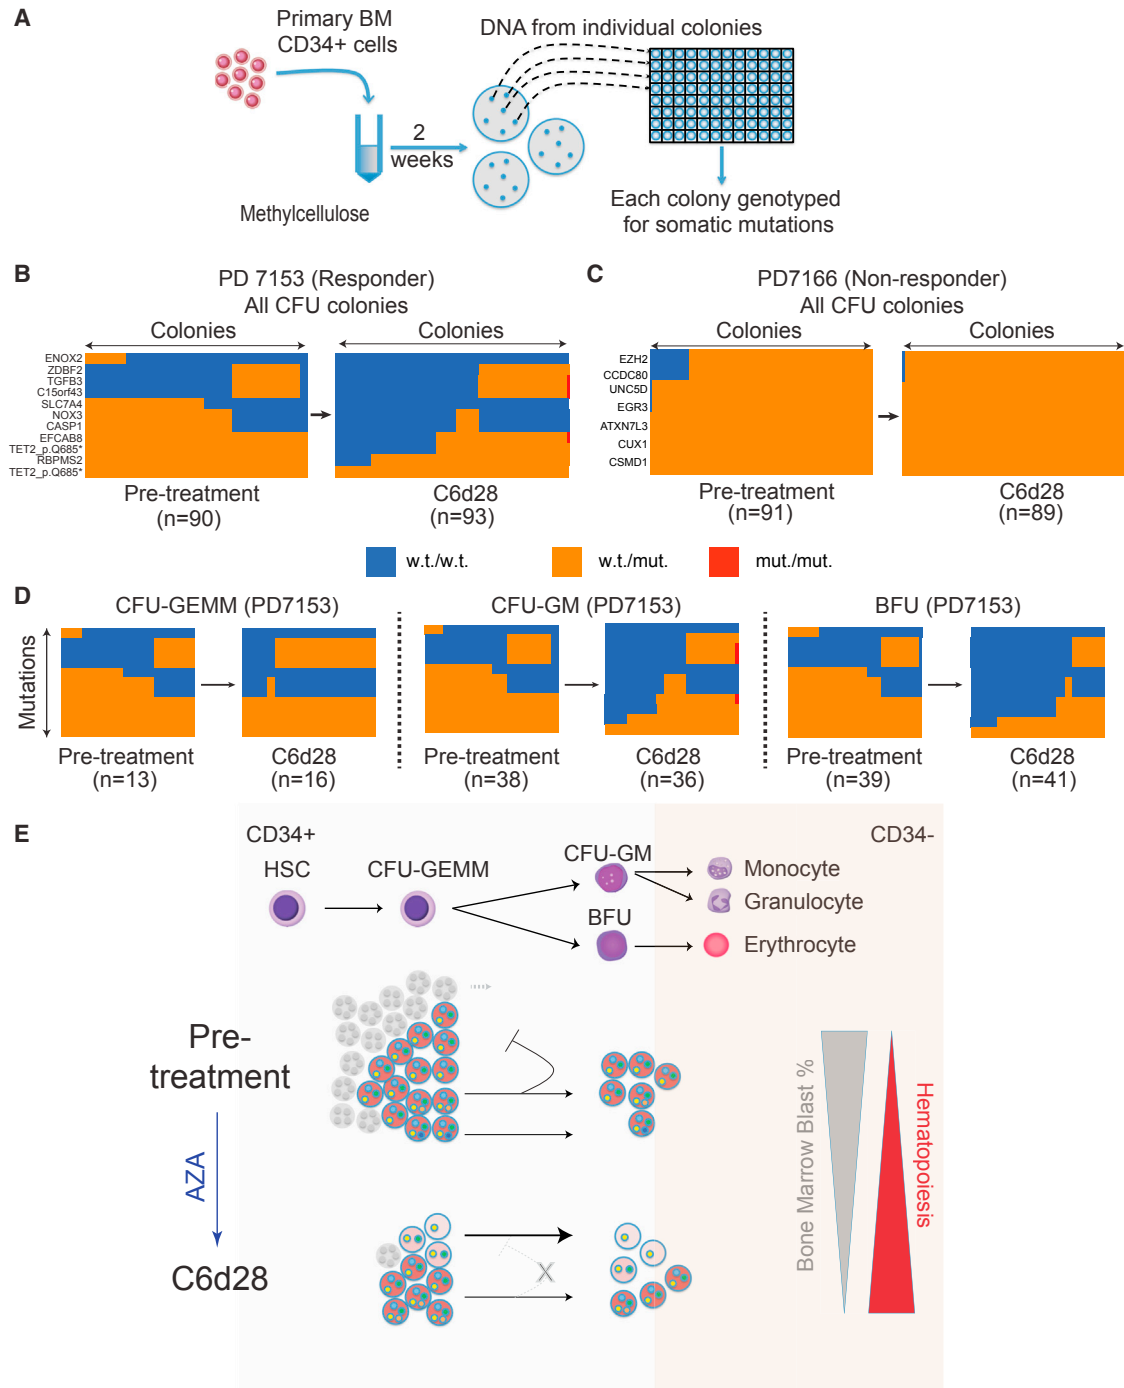 A
Primary BM
CD34+ cells
DNA from individual colonies
2
weeks
Methylcellulose
Each colony genotyped
for somatic mutations
B
PD 7153 (Responder)
All CFU colonies
Colonies
Colonies
ENOX2
ZDBF2
TGFB3
C15orf43
SLC7A4
NOX3
CASP1
EFCAB8
TET2_p.Q685*
RBPMS2
TET2_p.Q685*
Pre-treatment
(n=90)
C6d28
(n=93)
C
PD7166 (Non-responder)
All CFU colonies
Colonies
Colonies
EZH2
CCDC80
UNC5D
EGR3
ATXN7L3
CUX1
CSMD1
Pre-treatment
(n=91)
C6d28
(n=89)
w.t./w.t.
w.t./mut.
mut./mut.
D
Mutations
CFU-GEMM (PD7153)
Pre-treatment
(n=13)
C6d28
(n=16)
CFU-GM (PD7153)
Pre-treatment
(n=38)
C6d28
(n=36)
BFU (PD7153)
Pre-treatment
(n=39)
C6d28
(n=41)
E
CD34+
CD34-
HSC
CFU-GEMM
CFU-GM
BFU
Monocyte
Granulocyte
Erythrocyte
Pre-
treatment
AZA
C6d28
X
Bone Marrow Blast %
Hematopoiesis